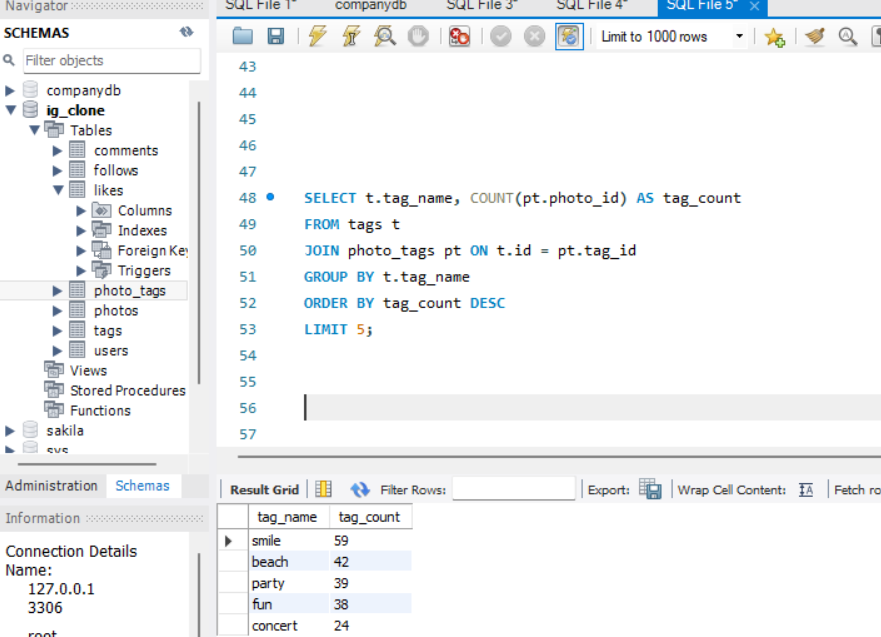 Navigator
SCHEMAS
Filter objects
companydb
ig_clone
Tables
comments
follows
likes
Columns
Indexes
Foreign Key
Triggers
photo_tags
photos
tags
users
Views
Stored Procedures
Functions
sakila
sys
Administration Schemas
Information
Connection Details
Name:
127.0.0.1
3306
root
SQL File 1* companydb SQL File 3* SQL File 4* SQL File 5*
Limit to 1000 rows
43
44
45
46
47
48 SELECT t.tag_name, COUNT(pt.photo_id) AS tag_count
49 FROM tags t
50 JOIN photo_tags pt ON t.id = pt.tag_id
51 GROUP BY t.tag_name
52 ORDER BY tag_count DESC
53 LIMIT 5;
54
55
56
57
Result Grid Filter Rows: Export: Wrap Cell Content: IA Fetch ro
tag_name tag_count
smile 59
beach 42
party 39
fun 38
concert 24